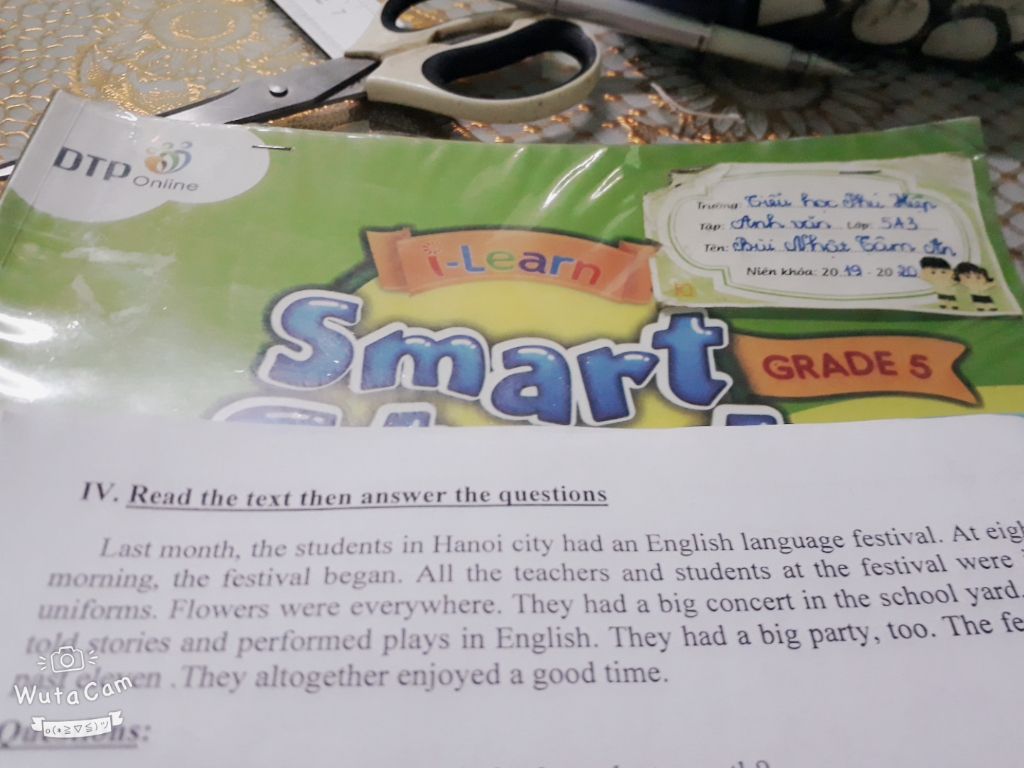 DTP
Online
Trường: Tiểu học Phú Hiệp
Tập: Anh văn Lớp: 5A3
Tên: Bùi Nhật Tâm An
Niên khóa: 20 19 - 20 20
i-Learn
Smart
GRADE 5
IV. Read the text then answer the questions
Last month, the students in Hanoi city had an English language festival. At
morning, the festival began. All the teachers and students at the festival were
uniforms. Flowers were everywhere. They had a big concert in the school yard.
told stories and performed plays in English. They had a big party, too. The
past eleven .They altogether enjoyed a good time.
Questions:
WutaCam